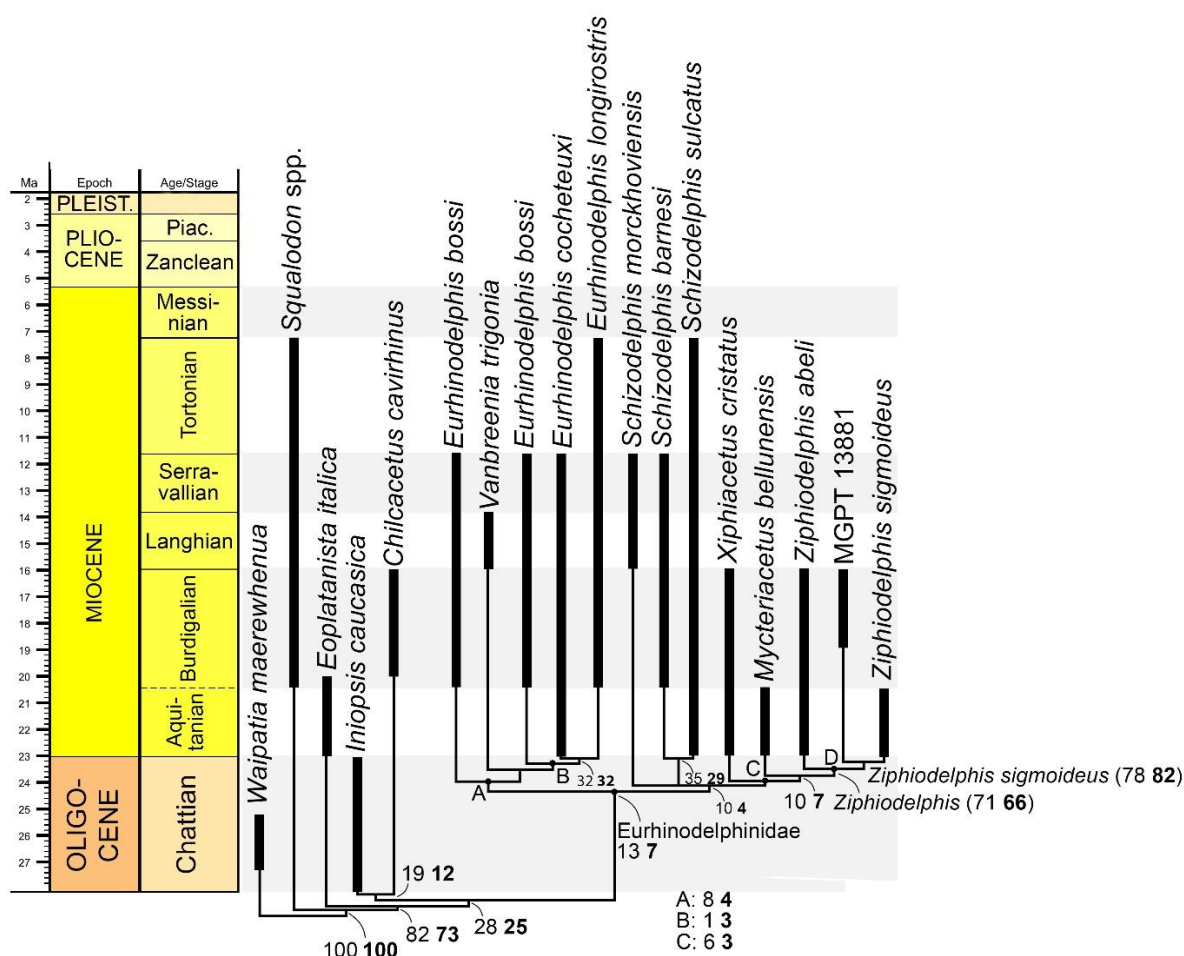 Ma
Epoch
Age/Stage
2
3
4
5
6
7
8
9
10
11
12
13
14
15
16
17
18
19
20
21
22
23
24
25
26
27
PLEIST.
PLIO-
CENE
MIOCENE
OLIGO-
CENE
Piac.
Zanclean
Messi-
nian
Tortonian
Serra-
vallian
Langhian
Burdigalian
Aqui-
tanian
Chattian
Waipatia maerewhenua
Squalodon spp.
Eoplatanista italica
Iniopsis caucasica
Chilcacetus cavirhinus
Eurhinodelphis bossi
Vanbreenia trigonia
Eurhinodelphis bossi
Eurhinodelphis cocheteuxi
Eurhinodelphis longirostris
Schizodelphis morckhoviensis
Schizodelphis barnesi
Schizodelphis sulcatus
Xiphiacetus cristatus
Mycteriacetus bellunensis
Ziphiodelphis abeli
MGPT 13881
Ziphiodelphis sigmoideus
A
B
C
D
32 32
35 29
10 4
10 7
Ziphiodelphis sigmoideus (78 82)
Ziphiodelphis (71 66)
Eurhinodelphinidae
13 7
19 12
28 25
82 73
100 100
A: 8 4
B: 1 3
C: 6 3